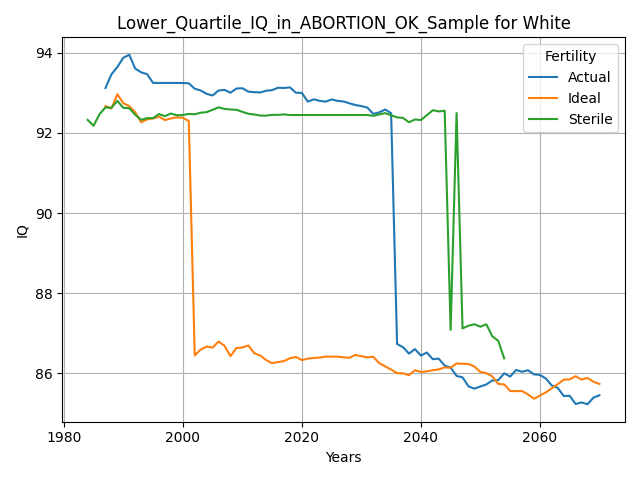 Lower_Quartile_IQ_in_ABORTION_OK_Sample for White
94
92
90
88
86
IQ
1980
2000
2020
2040
2060
Years
Fertility
Actual
Ideal
Sterile